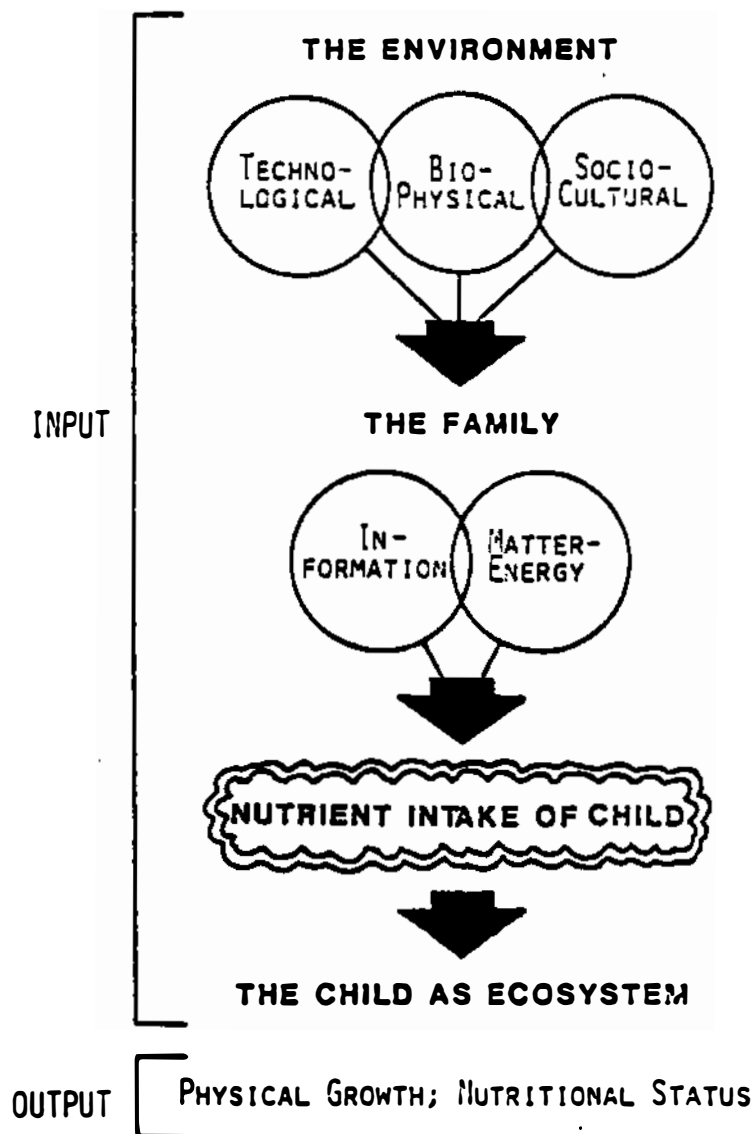 THE ENVIRONMENT
TECHNO-
LOGICAL
BIO-
PHYSICAL
SOCIO-
CULTURAL
INPUT
THE FAMILY
IN-
FORMATION
MATTER-
ENERGY
NUTRIENT INTAKE OF CHILD
THE CHILD AS ECOSYSTEM
OUTPUT
PHYSICAL GROWTH; NUTRITIONAL STATUS